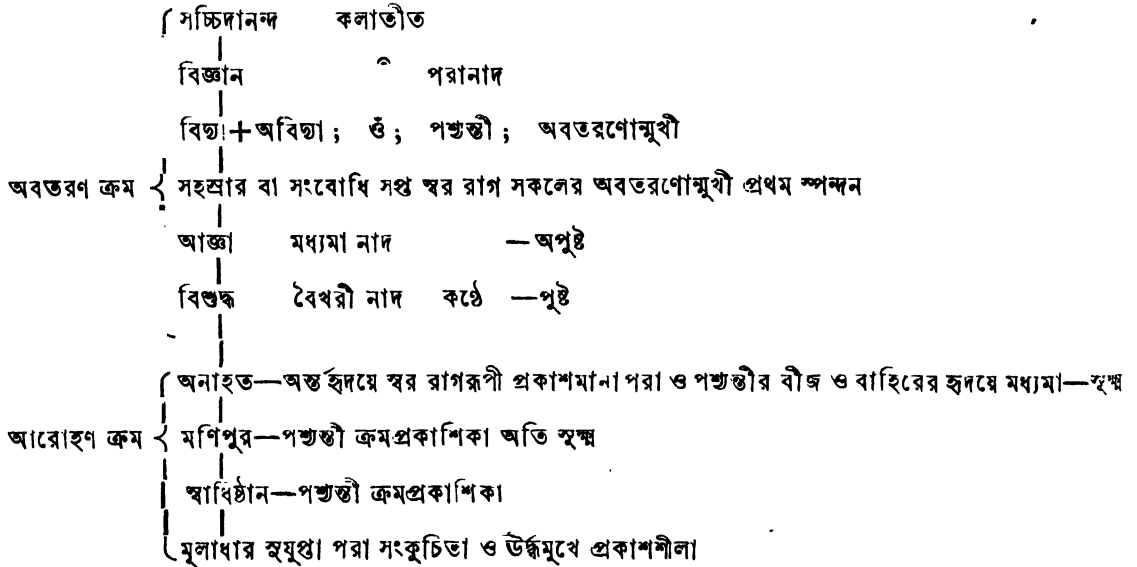 সচ্চিদানন্দ কলাতীত
বিজ্ঞান পরানাদ
বিদ্যা+অবিদ্যা ; ওঁ ; পশ্যন্তী ; অবতরণোন্মুখী
অবতরণ ক্রম সহস্রার বা সংবোধি সপ্ত স্বর রাগ সকলের অবতরণোন্মুখী প্রথম স্পন্দন
আজ্ঞা মধ্যমা নাদ —অপুষ্ট
বিশুদ্ধ বৈখরী নাদ কণ্ঠে —পুষ্ট
অনাহত—অন্তর্হৃদয়ে স্বর রাগরূপী প্রকাশমানা পরা ও পশ্যন্তীর বীজ ও বাহিরের হৃদয়ে মধ্যমা—সূক্ষ্ম
আরোহণ ক্রম মণিপুর—পশ্যন্তী ক্রমপ্রকাশিকা অতি সূক্ষ্ম
স্বাধিষ্ঠান—পশ্যন্তী ক্রমপ্রকাশিকা
মূলাধার সুষুপ্তা পরা সংকুচিতা ও ঊর্দ্ধমুখে প্রকাশশীলা